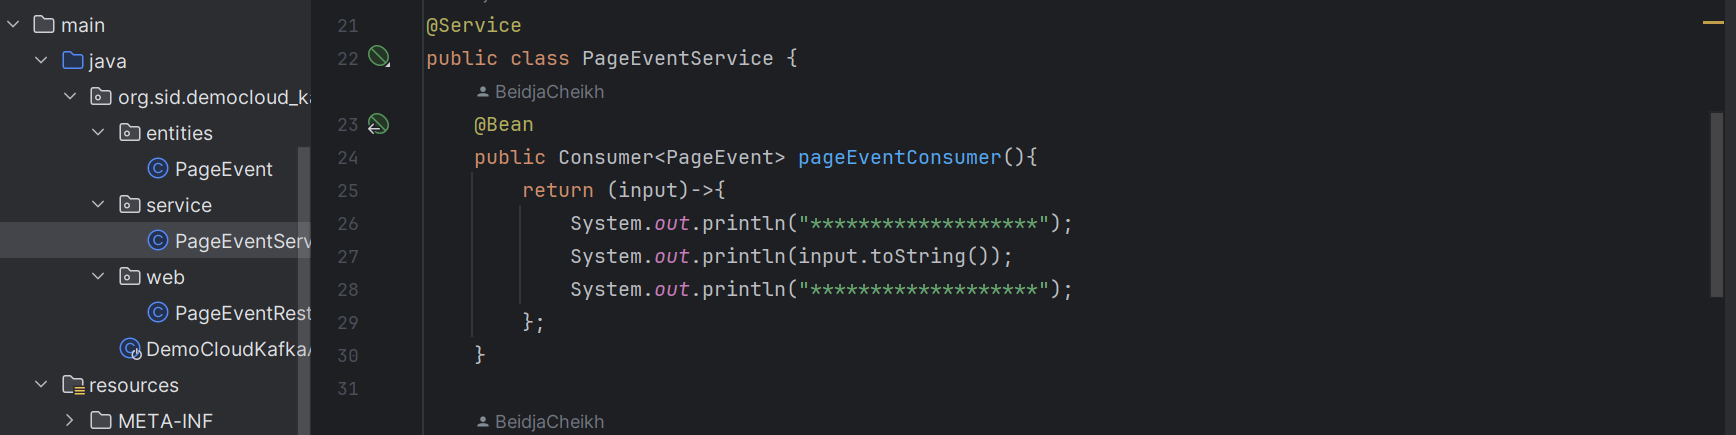 main
java
org.sid.democloud_k
entities
PageEvent
service
PageEventServ
web
PageEventRest
DemoCloudKafka
resources
META-INF
21 @Service
22 public class PageEventService {
BeidjaCheikh
23 @Bean
24 public Consumer<PageEvent> pageEventConsumer(){
25 return (input)->{
26 System.out.println("*******************");
27 System.out.println(input.toString());
28 System.out.println("*******************");
29 };
30 }
31
BeidjaCheikh